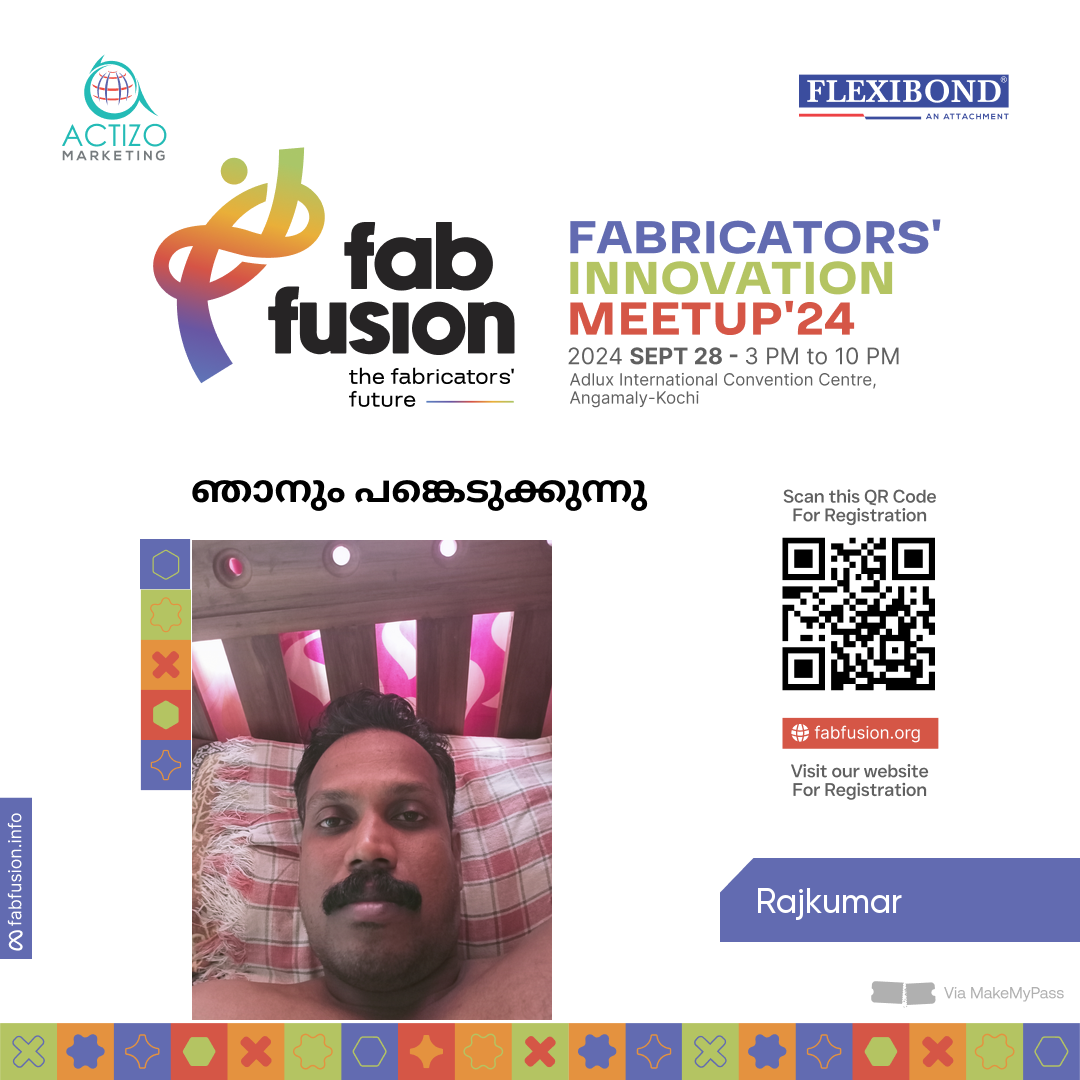 ACTIZO
MARKETING
FLEXIBOND®
AN ATTACHMENT
fab
fusion
the fabricators'
future
FABRICATORS'
INNOVATION
MEETUP'24
2024 SEPT 28 - 3 PM to 10 PM
Adlux International Convention Centre,
Angamaly-Kochi
ഞാനും പങ്കെടുക്കുന്നു
Scan this QR Code
For Registration
fabfusion.org
Visit our website
For Registration
fabfusion.info
Rajkumar
Via MakeMyPass